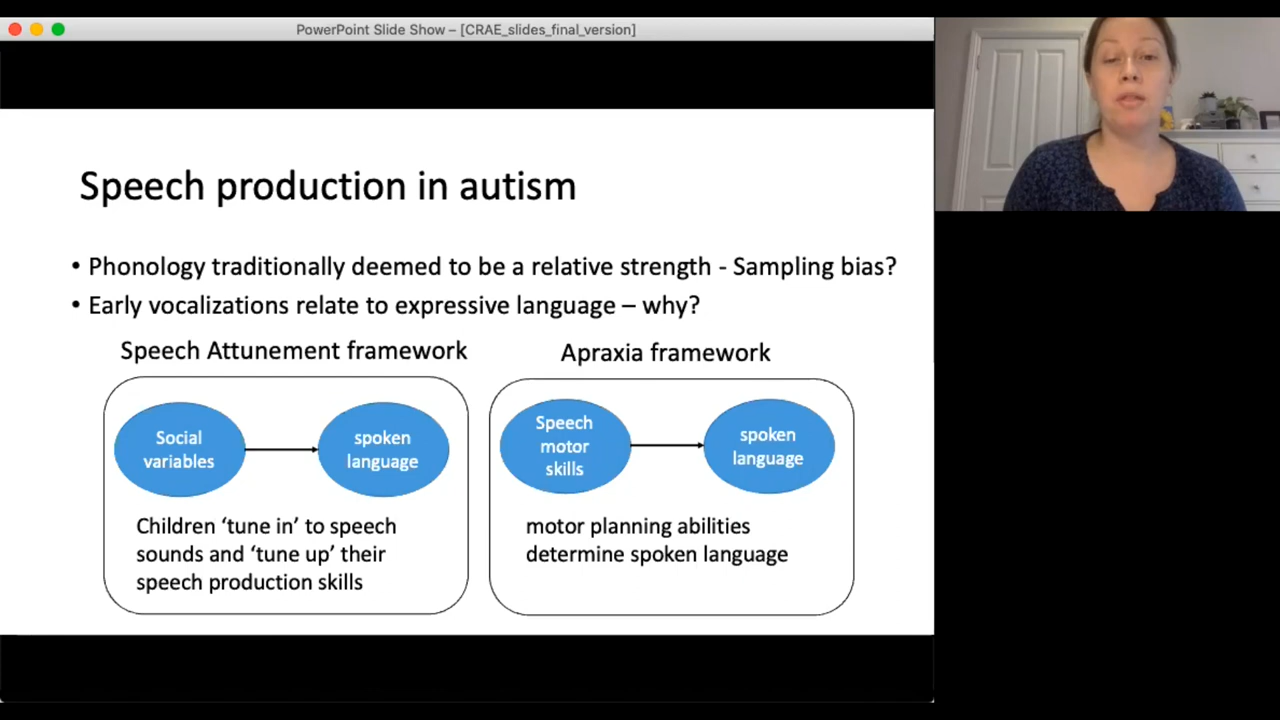 PowerPoint Slide Show – [CRAE_slides_final_version]
Speech production in autism
• Phonology traditionally deemed to be a relative strength - Sampling bias?
• Early vocalizations relate to expressive language – why?
Speech Attunement framework
Social
variables
spoken
language
Children ‘tune in’ to speech
sounds and ‘tune up’ their
speech production skills
Apraxia framework
Speech
motor
skills
spoken
language
motor planning abilities
determine spoken language